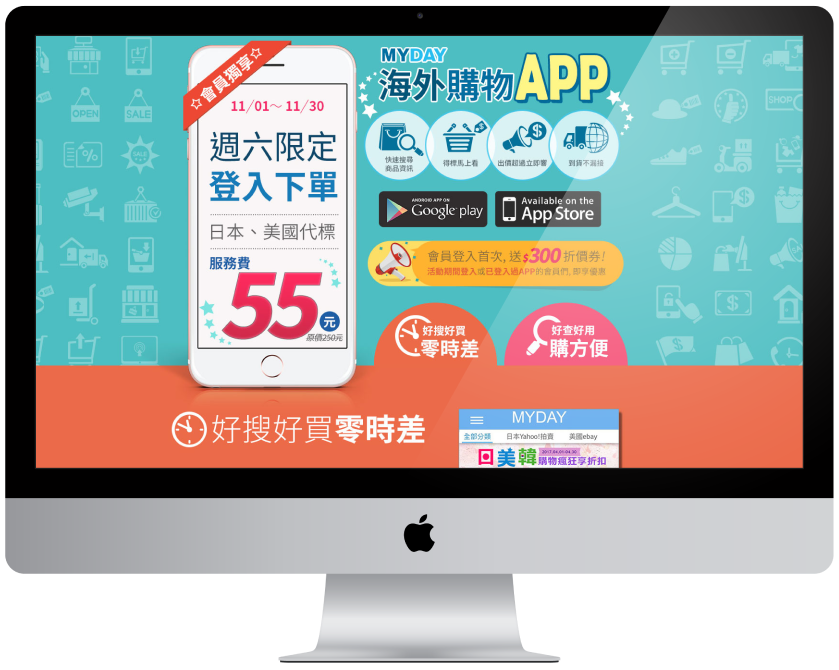 ☆會員獨享☆
11/01～11/30
週六限定
登入下單
日本、美國代標
服務費
55元
原價250元
MYDAY
海外購物APP
快速搜尋
商品資訊
得標馬上看
出價超過立即響
到貨不漏接
ANDROID APP ON
Google play
Available on the
App Store
會員登入首次, 送$300折價券!
活動期間登入或已登入過APP的會員們, 即享優惠
好搜好買
零時差
好查好用
購方便
好搜好買零時差
MYDAY
全部分類
日本Yahoo!拍賣
美國ebay
日美韓
購物瘋狂享折扣
OPEN
SALE
SHOP